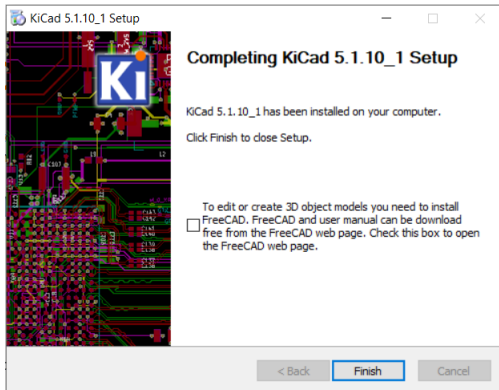 KiCad 5.1.10_1 Setup
Ki
Completing KiCad 5.1.10_1 Setup
KiCad 5.1.10_1 has been installed on your computer.
Click Finish to close Setup.
To edit or create 3D object models you need to install
FreeCAD. FreeCAD and user manual can be download
free from the FreeCAD web page. Check this box to open
the FreeCAD web page.
< Back
Finish
Cancel